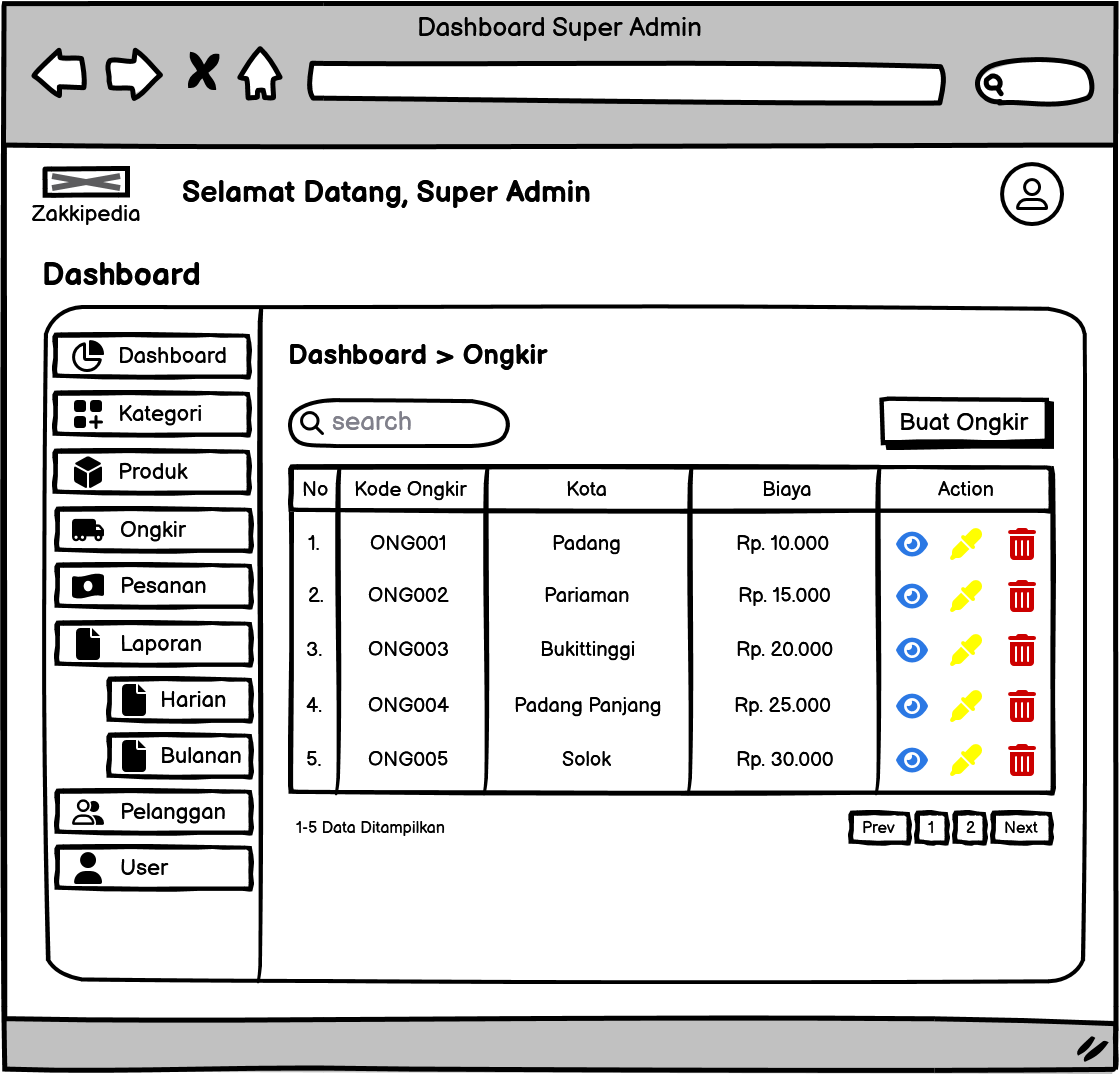 Dashboard Super Admin
Zakkipedia
Selamat Datang, Super Admin
Dashboard
Dashboard
Kategori
Produk
Ongkir
Pesanan
Laporan
Harian
Bulanan
Pelanggan
User
Dashboard > Ongkir
search
Buat Ongkir
No Kode Ongkir Kota Biaya Action
1. ONG001 Padang Rp. 10.000
2. ONG002 Pariaman Rp. 15.000
3. ONG003 Bukittinggi Rp. 20.000
4. ONG004 Padang Panjang Rp. 25.000
5. ONG005 Solok Rp. 30.000
1-5 Data Ditampilkan
Prev 1 2 Next